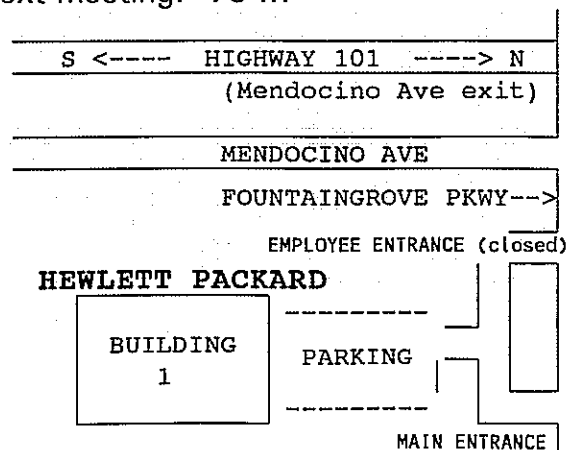 S <---- HIGHWAY 101 ----> N
(Mendocino Ave exit)
MENDOCINO AVE
FOUNTAINGROVE PKWY-->
EMPLOYEE ENTRANCE (closed)
HEWLETT PACKARD
BUILDING
1
PARKING
MAIN ENTRANCE